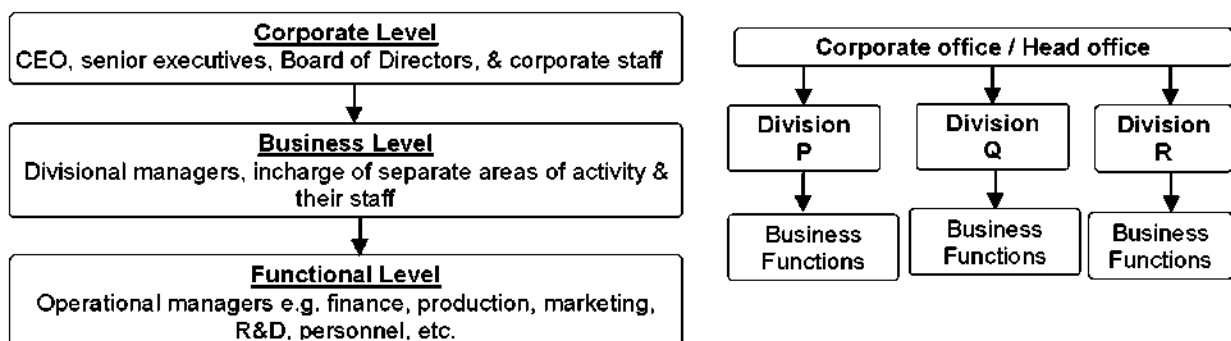 Corporate Level
CEO, senior executives, Board of Directors, & corporate staff
Business Level
Divisional managers, incharge of separate areas of activity &
their staff
Functional Level
Operational managers e.g. finance, production, marketing,
R&D, personnel, etc.
Corporate office / Head office
Division
P
Division
Q
Division
R
Business
Functions
Business
Functions
Business
Functions